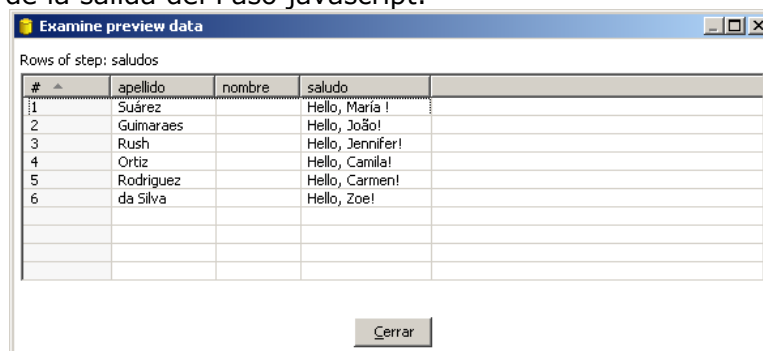 de la salida del Paso javascript.
Examine preview data
Rows of step: saludos
# apellido nombre saludo
1 Suárez Hello, María !
2 Guimaraes Hello, João!
3 Rush Hello, Jennifer!
4 Ortiz Hello, Camila!
5 Rodriguez Hello, Carmen!
6 da Silva Hello, Zoe!
Cerrar